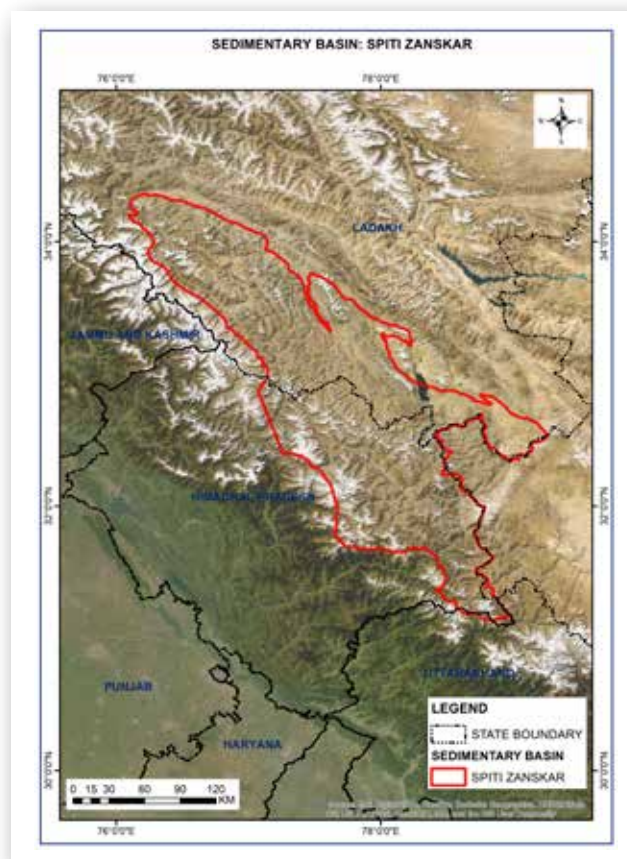 SEDIMENTARY BASIN: SPITI ZANSKAR
76°0'0"E 78°0'0"E
N
W E
S
34°0'0"N 34°0'0"N
LADAKH
JAMMU AND KASHMIR
32°0'0"N 32°0'0"N
HIMACHAL PRADESH
UTTARAKHAND
PUNJAB
HARYANA
LEGEND
STATE BOUNDARY
SEDIMENTARY BASIN
SPITI ZANSKAR
30°0'0"N 30°0'0"N
0 15 30 60 90 120
KM
76°0'0"E 78°0'0"E